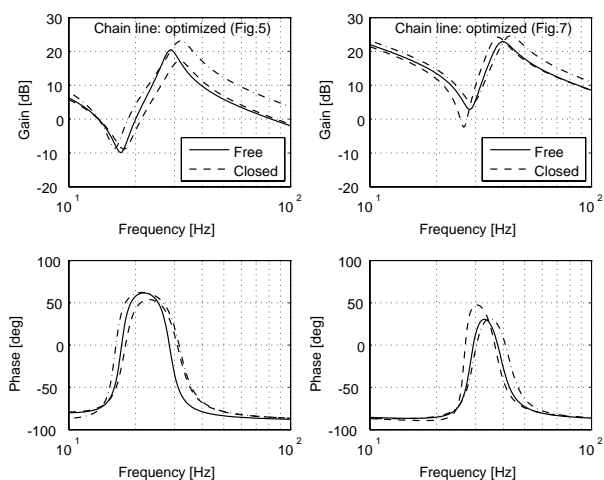 Chain line: optimized (Fig.5)
30
20
10
0
-10
20
Gain [dB]
Free
Closed
10^1
10^2
Frequency [Hz]
Chain line: optimized (Fig.7)
30
20
10
0
-10
20
Gain [dB]
Free
Closed
10^1
10^2
Frequency [Hz]
100
50
0
-50
-100
Phase [deg]
10^1
10^2
Frequency [Hz]
100
50
0
-50
-100
Phase [deg]
10^1
10^2
Frequency [Hz]